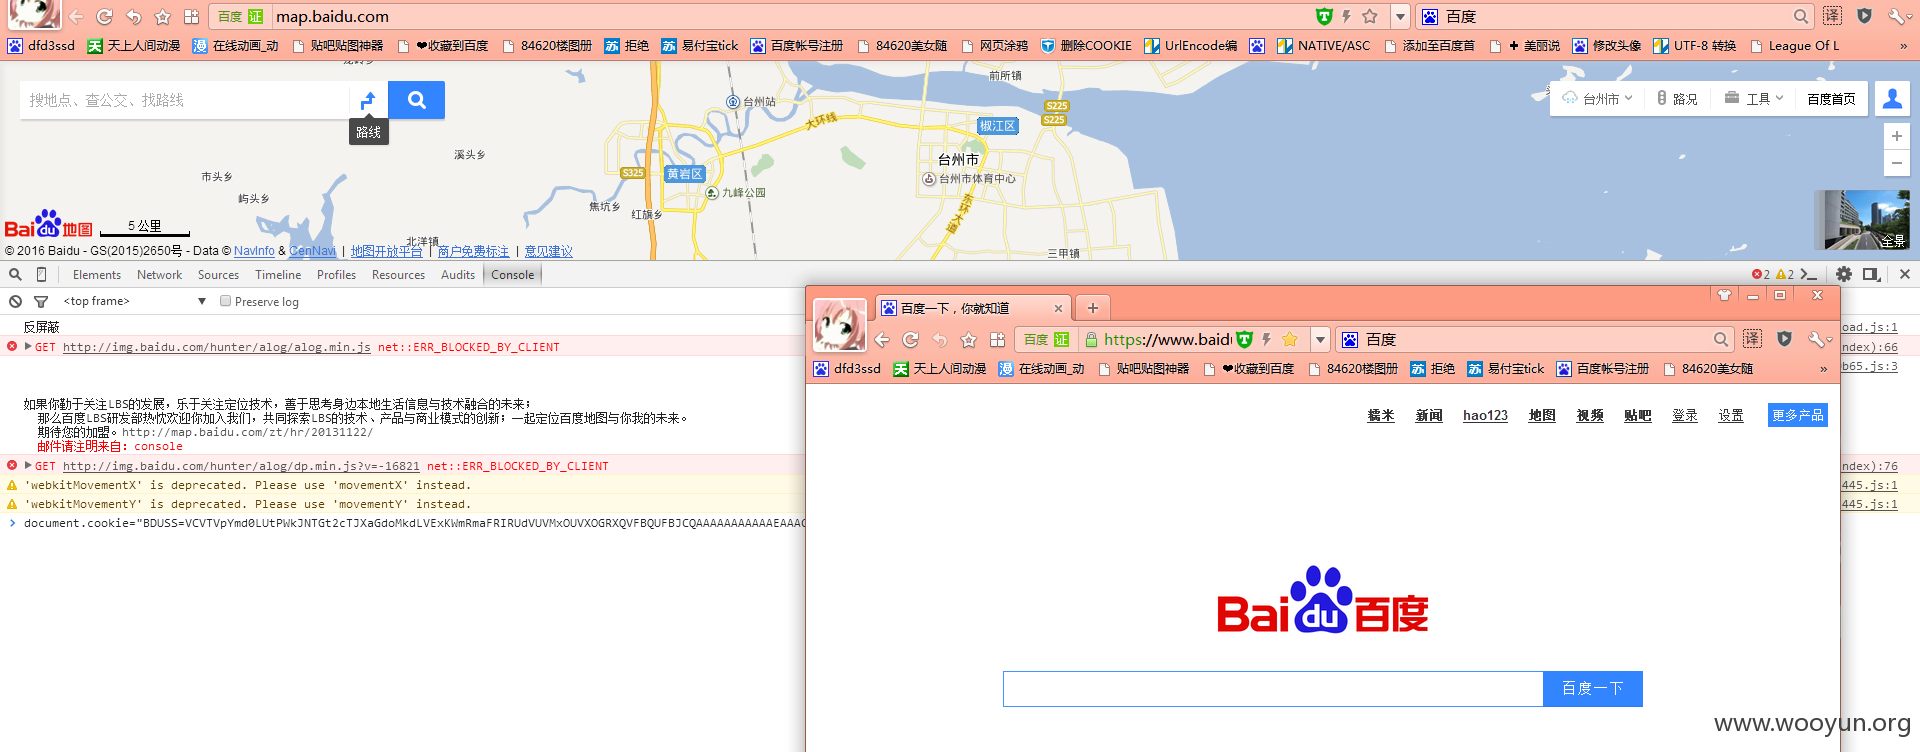 百度 证 map.baidu.com
百度
译
dfd3ssd 天上人间动漫 在线动画_动 贴吧贴图神器 ❤收藏到百度 84620楼图册 拒绝 易付宝tick 百度帐号注册 84620美女随 网页涂鸦 删除COOKIE UrlEncode编 NATIVE/ASC 添加至百度首 ✚ 美丽说 修改头像 UTF-8 转换 League Of L »
搜地点、查公交、找路线
路线
台州市 路况 工具 百度首页
前所镇
台州站
S225
S225
大环线
椒江区
溪头乡
台州市
S325
黄岩区
市头乡
台州市体育中心
九峰公园
屿头乡
焦坑乡
红旗乡
东环大道
北洋镇
三甲镇
全景
Baidu地图
5 公里
© 2016 Baidu - GS(2015)2650号 - Data © NavInfo & CenNavi | 地图开放平台 | 商户免费标注 | 意见建议
Elements Network Sources Timeline Profiles Resources Audits Console
2 2
<top frame> Preserve log
反屏蔽
oad.js:1
GET http://img.baidu.com/hunter/alog/alog.min.js net::ERR_BLOCKED_BY_CLIENT
ndex):66
b65.js:3
如果你勤于关注LBS的发展，乐于关注定位技术，善于思考身边本地生活信息与技术融合的未来；
那么百度LBS研发部热忱欢迎你加入我们，共同探索LBS的技术、产品与商业模式的创新；一起定位百度地图与你我的未来。
期待您的加盟。http://map.baidu.com/zt/hr/20131122/
邮件请注明来自：console
GET http://img.baidu.com/hunter/alog/dp.min.js?v=-16821 net::ERR_BLOCKED_BY_CLIENT
ndex):76
'webkitMovementX' is deprecated. Please use 'movementX' instead.
445.js:1
'webkitMovementY' is deprecated. Please use 'movementY' instead.
445.js:1
document.cookie="BDUSS=VCVTVpYmd0LUtPWkJNTGt2cTJXaGdoMkdLVExKWmRmaFRIRUdVUVMxOUVXOGRXQVFBQUFBJCQAAAAAAAAAAAEAAAC
百度一下，你就知道
百度 证 https://www.baid
百度
译
dfd3ssd 天上人间动漫 在线动画_动 贴吧贴图神器 ❤收藏到百度 84620楼图册 拒绝 易付宝tick 百度帐号注册 84620美女随 »
糯米 新闻 hao123 地图 视频 贴吧 登录 设置 更多产品
Baidu百度
百度一下
www.wooyun.org